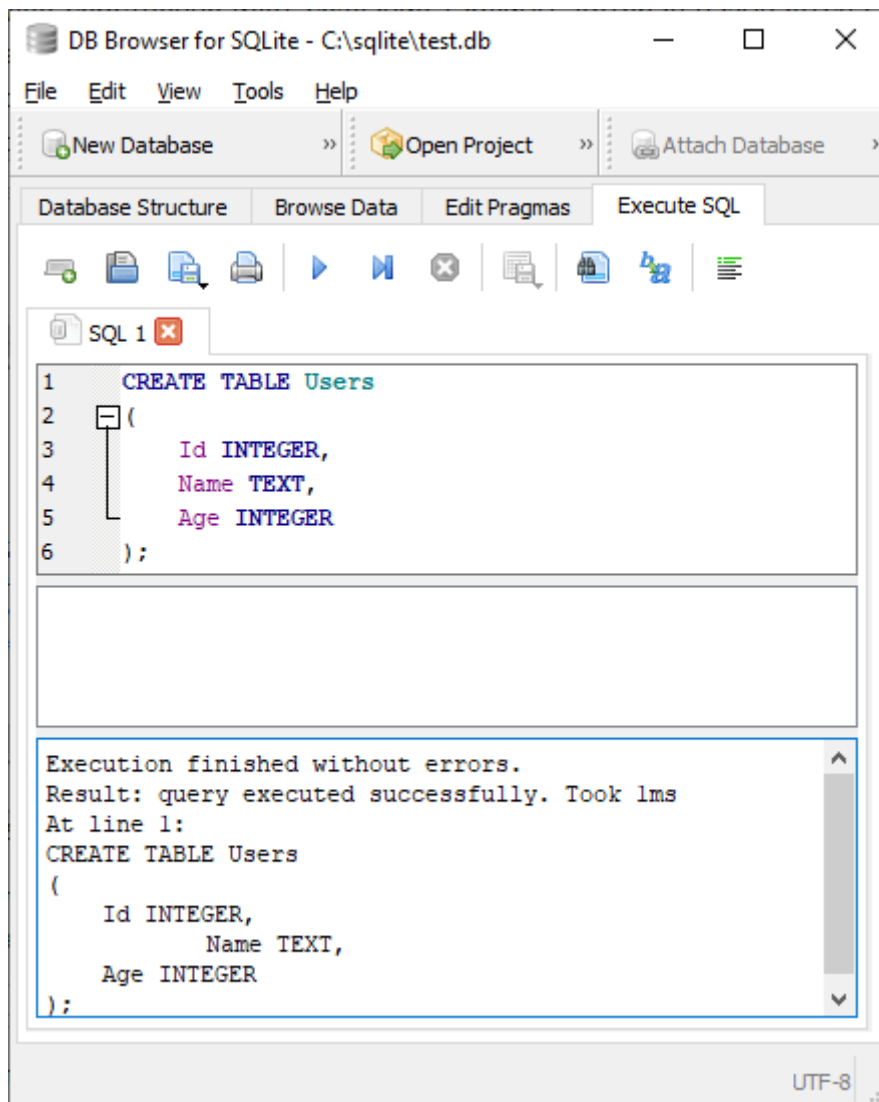 DB Browser for SQLite - C:\sqlite\test.db
File Edit View Tools Help
New Database » Open Project » Attach Database
Database Structure Browse Data Edit Pragmas Execute SQL
SQL 1
1 CREATE TABLE Users
2 (
3 Id INTEGER,
4 Name TEXT,
5 Age INTEGER
6 );
Execution finished without errors.
Result: query executed successfully. Took 1ms
At line 1:
CREATE TABLE Users
(
Id INTEGER,
Name TEXT,
Age INTEGER
);
UTF-8